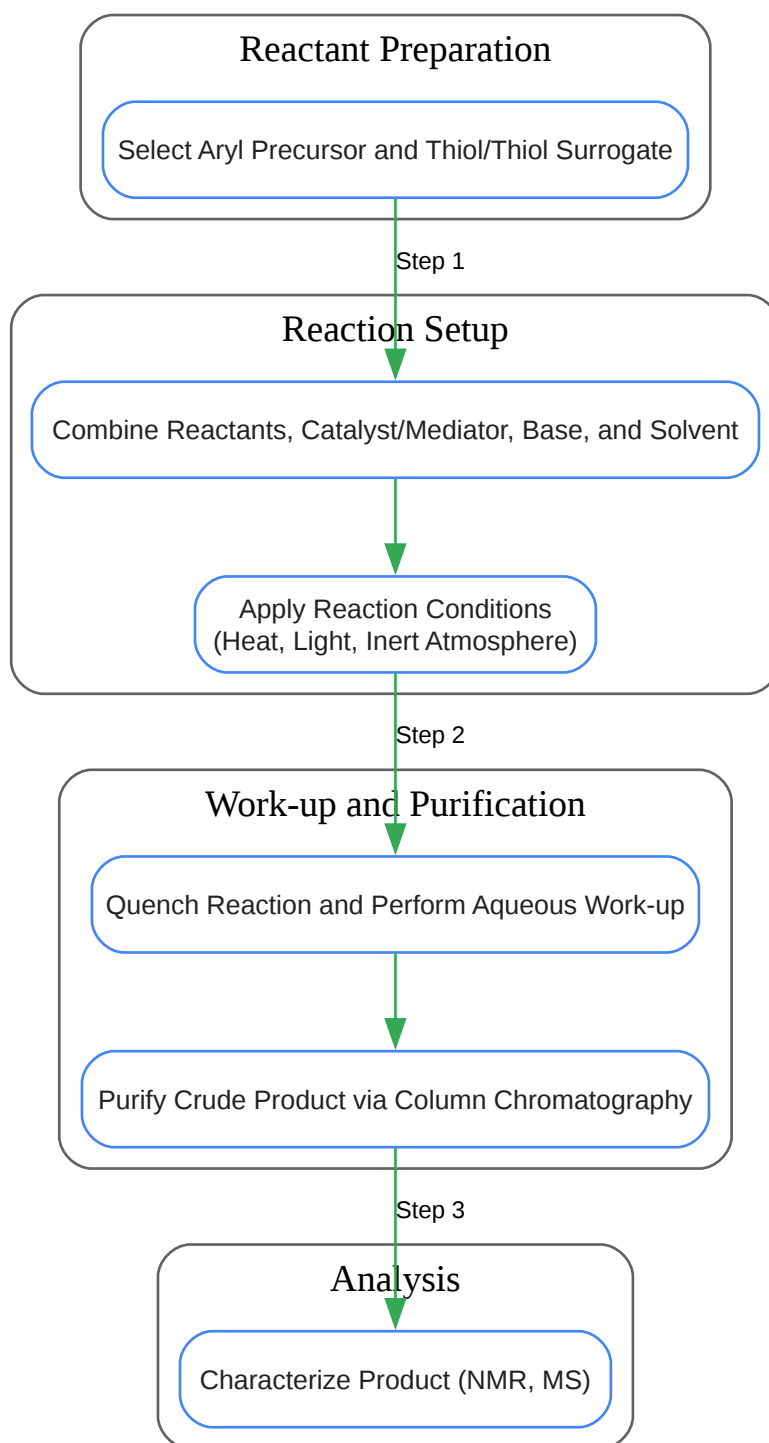 Reactant Preparation
Select Aryl Precursor and Thiol/Thiol Surrogate
Step 1
Reaction Setup
Combine Reactants, Catalyst/Mediator, Base, and Solvent
Apply Reaction Conditions
(Heat, Light, Inert Atmosphere)
Step 2
Work-up and Purification
Quench Reaction and Perform Aqueous Work-up
Purify Crude Product via Column Chromatography
Step 3
Analysis
Characterize Product (NMR, MS)